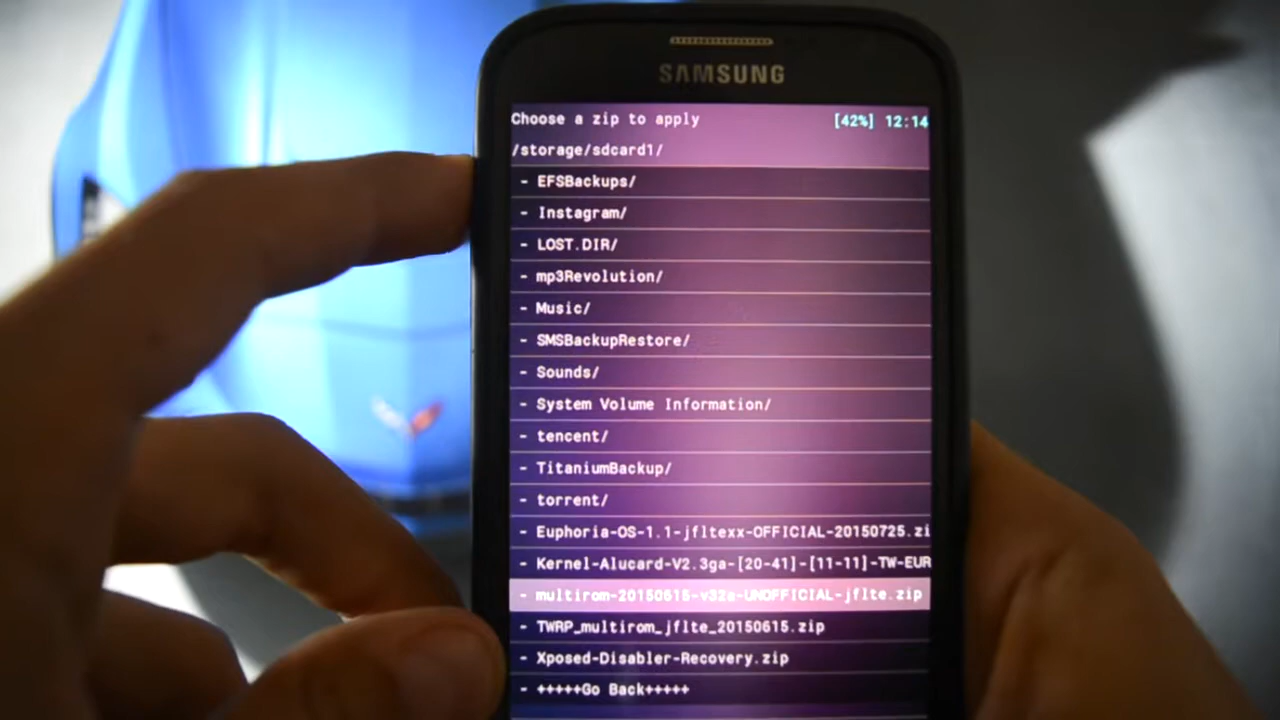 SAMSUNG
Choose a zip to apply [42%] 12:14
/storage/sdcard1/
- EFSBackups/
- Instagram/
- LOST.DIR/
- mp3Revolution/
- Music/
- SMSBackupRestore/
- Sounds/
- System Volume Information/
- tencent/
- TitaniumBackup/
- torrent/
- Euphoria-OS-1.1-jfltexx-OFFICIAL-20150725.zi
- Kernel-Alucard-V2.3ga-[20-41]-[11-11]-TW-EUR
- multirom-20150615-v32a-UNOFFICIAL-jflte.zip
- TWRP_multirom_jflte_20150615.zip
- Xposed-Disabler-Recovery.zip
- +++++Go Back+++++